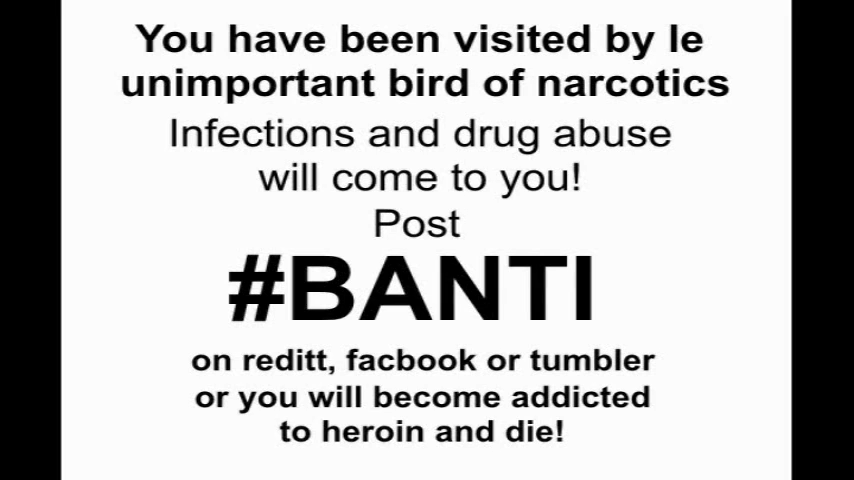 You have been visited by le
unimportant bird of narcotics
Infections and drug abuse
will come to you!
Post
#BANTI
on reditt, facbook or tumbler
or you will become addicted
to heroin and die!